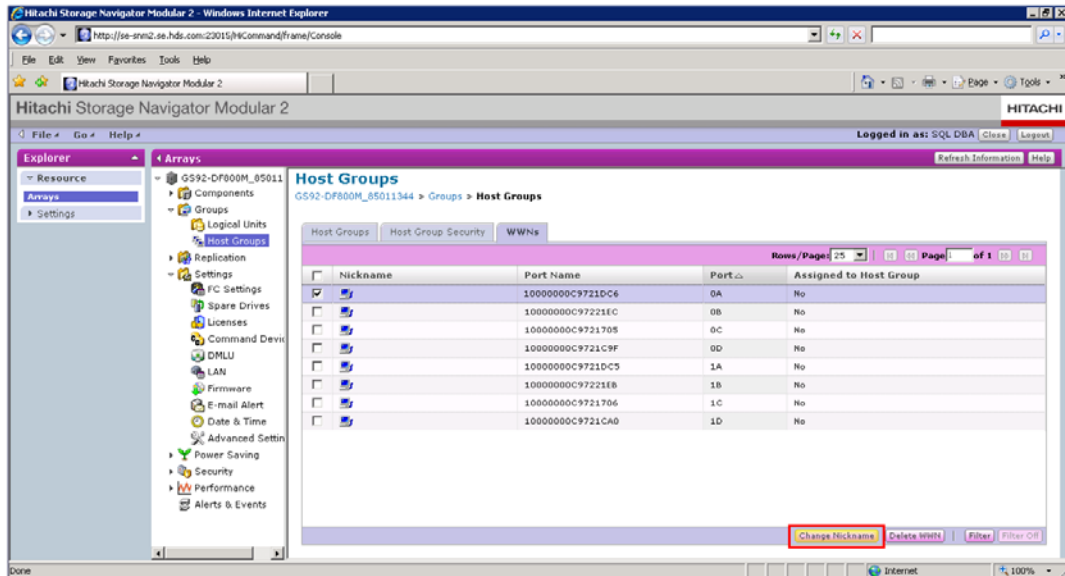 Hitachi Storage Navigator Modular 2 - Windows Internet Explorer
http://se-snm2.se.hds.com:23015/HiCommand/frame/Console
File Edit View Favorites Tools Help
Hitachi Storage Navigator Modular 2
Page Tools
Hitachi Storage Navigator Modular 2
HITACHI
File Go Help
Logged in as: SQL DBA Close Logout
Explorer
Arrays
Refresh Information Help
Resource
Arrays
Settings
GS92-DF800M_85011
Components
Groups
Logical Units
Host Groups
Replication
Settings
FC Settings
Spare Drives
Licenses
Command Devic
DMLU
LAN
Firmware
E-mail Alert
Date & Time
Advanced Settin
Power Saving
Security
Performance
Alerts & Events
Host Groups
GS92-DF800M_85011344 > Groups > Host Groups
Host Groups Host Group Security WWNs
Rows/Page: 25 Page 1 of 1
Nickname Port Name Port Assigned to Host Group
10000000C9721DC6 0A No
10000000C97221EC 0B No
10000000C9721705 0C No
10000000C9721C9F 0D No
10000000C9721DC5 1A No
10000000C97221EB 1B No
10000000C9721706 1C No
10000000C9721CA0 1D No
Change Nickname Delete WWN Filter Filter Off
Done
Internet
100%